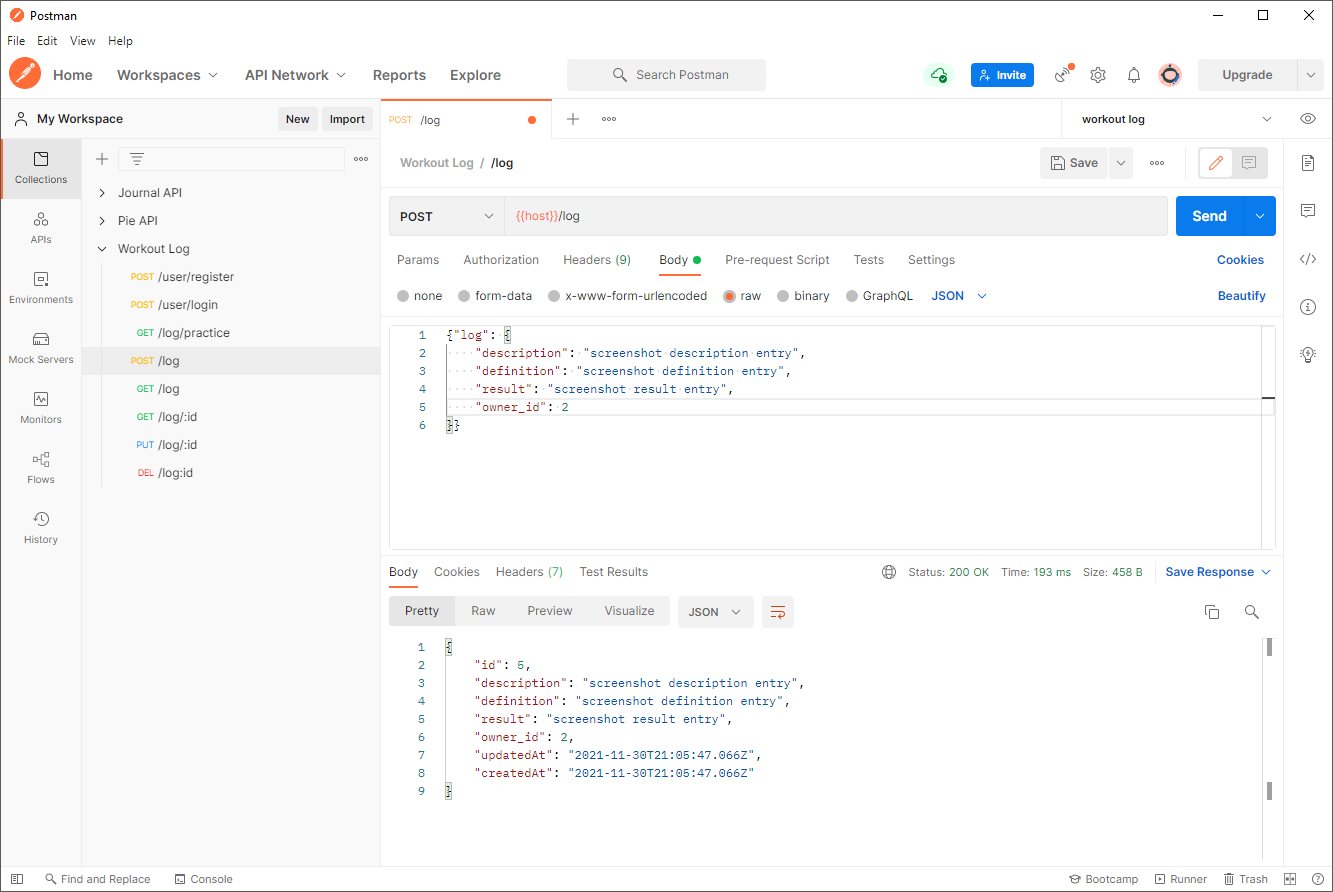 Postman
File Edit View Help
Home Workspaces API Network Reports Explore Search Postman Invite Upgrade
My Workspace New Import POST /log workout log
Workout Log / /log Save
Collections
APIs
Environments
Mock Servers
Monitors
Flows
History
Journal API
Pie API
Workout Log
POST /user/register
POST /user/login
GET /log/practice
POST /log
GET /log
GET /log/:id
PUT /log/:id
DEL /log:id
POST {{host}}/log Send
Params Authorization Headers (9) Body Pre-request Script Tests Settings Cookies
none form-data x-www-form-urlencoded raw binary GraphQL JSON Beautify
1 {"log": {
2 "description": "screenshot description entry",
3 "definition": "screenshot definition entry",
4 "result": "screenshot result entry",
5 "owner_id": 2
6 }}
Body Cookies Headers (7) Test Results Status: 200 OK Time: 193 ms Size: 458 B Save Response
Pretty Raw Preview Visualize JSON
1 {
2 "id": 5,
3 "description": "screenshot description entry",
4 "definition": "screenshot definition entry",
5 "result": "screenshot result entry",
6 "owner_id": 2,
7 "updatedAt": "2021-11-30T21:05:47.066Z",
8 "createdAt": "2021-11-30T21:05:47.066Z"
9 }
Find and Replace Console Bootcamp Runner Trash